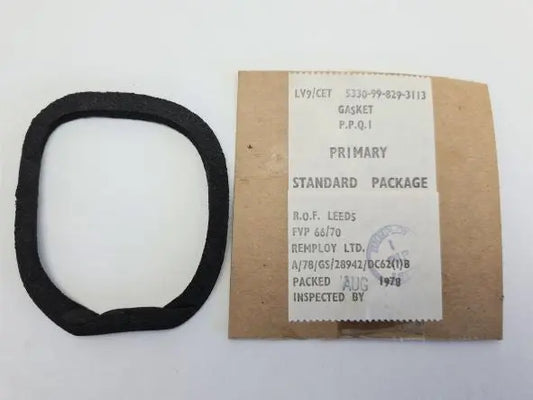 LV9/CET 5330-99-829-3113
GASKET
P.P.Q.1
PRIMARY
STANDARD PACKAGE
R.O.F. LEEDS
FVP 66/70
REMPLOY LTD.
A/78/GS/28942/DC62(1)B
PACKED AUG 1978
INSPECTED BY
REMPLOY